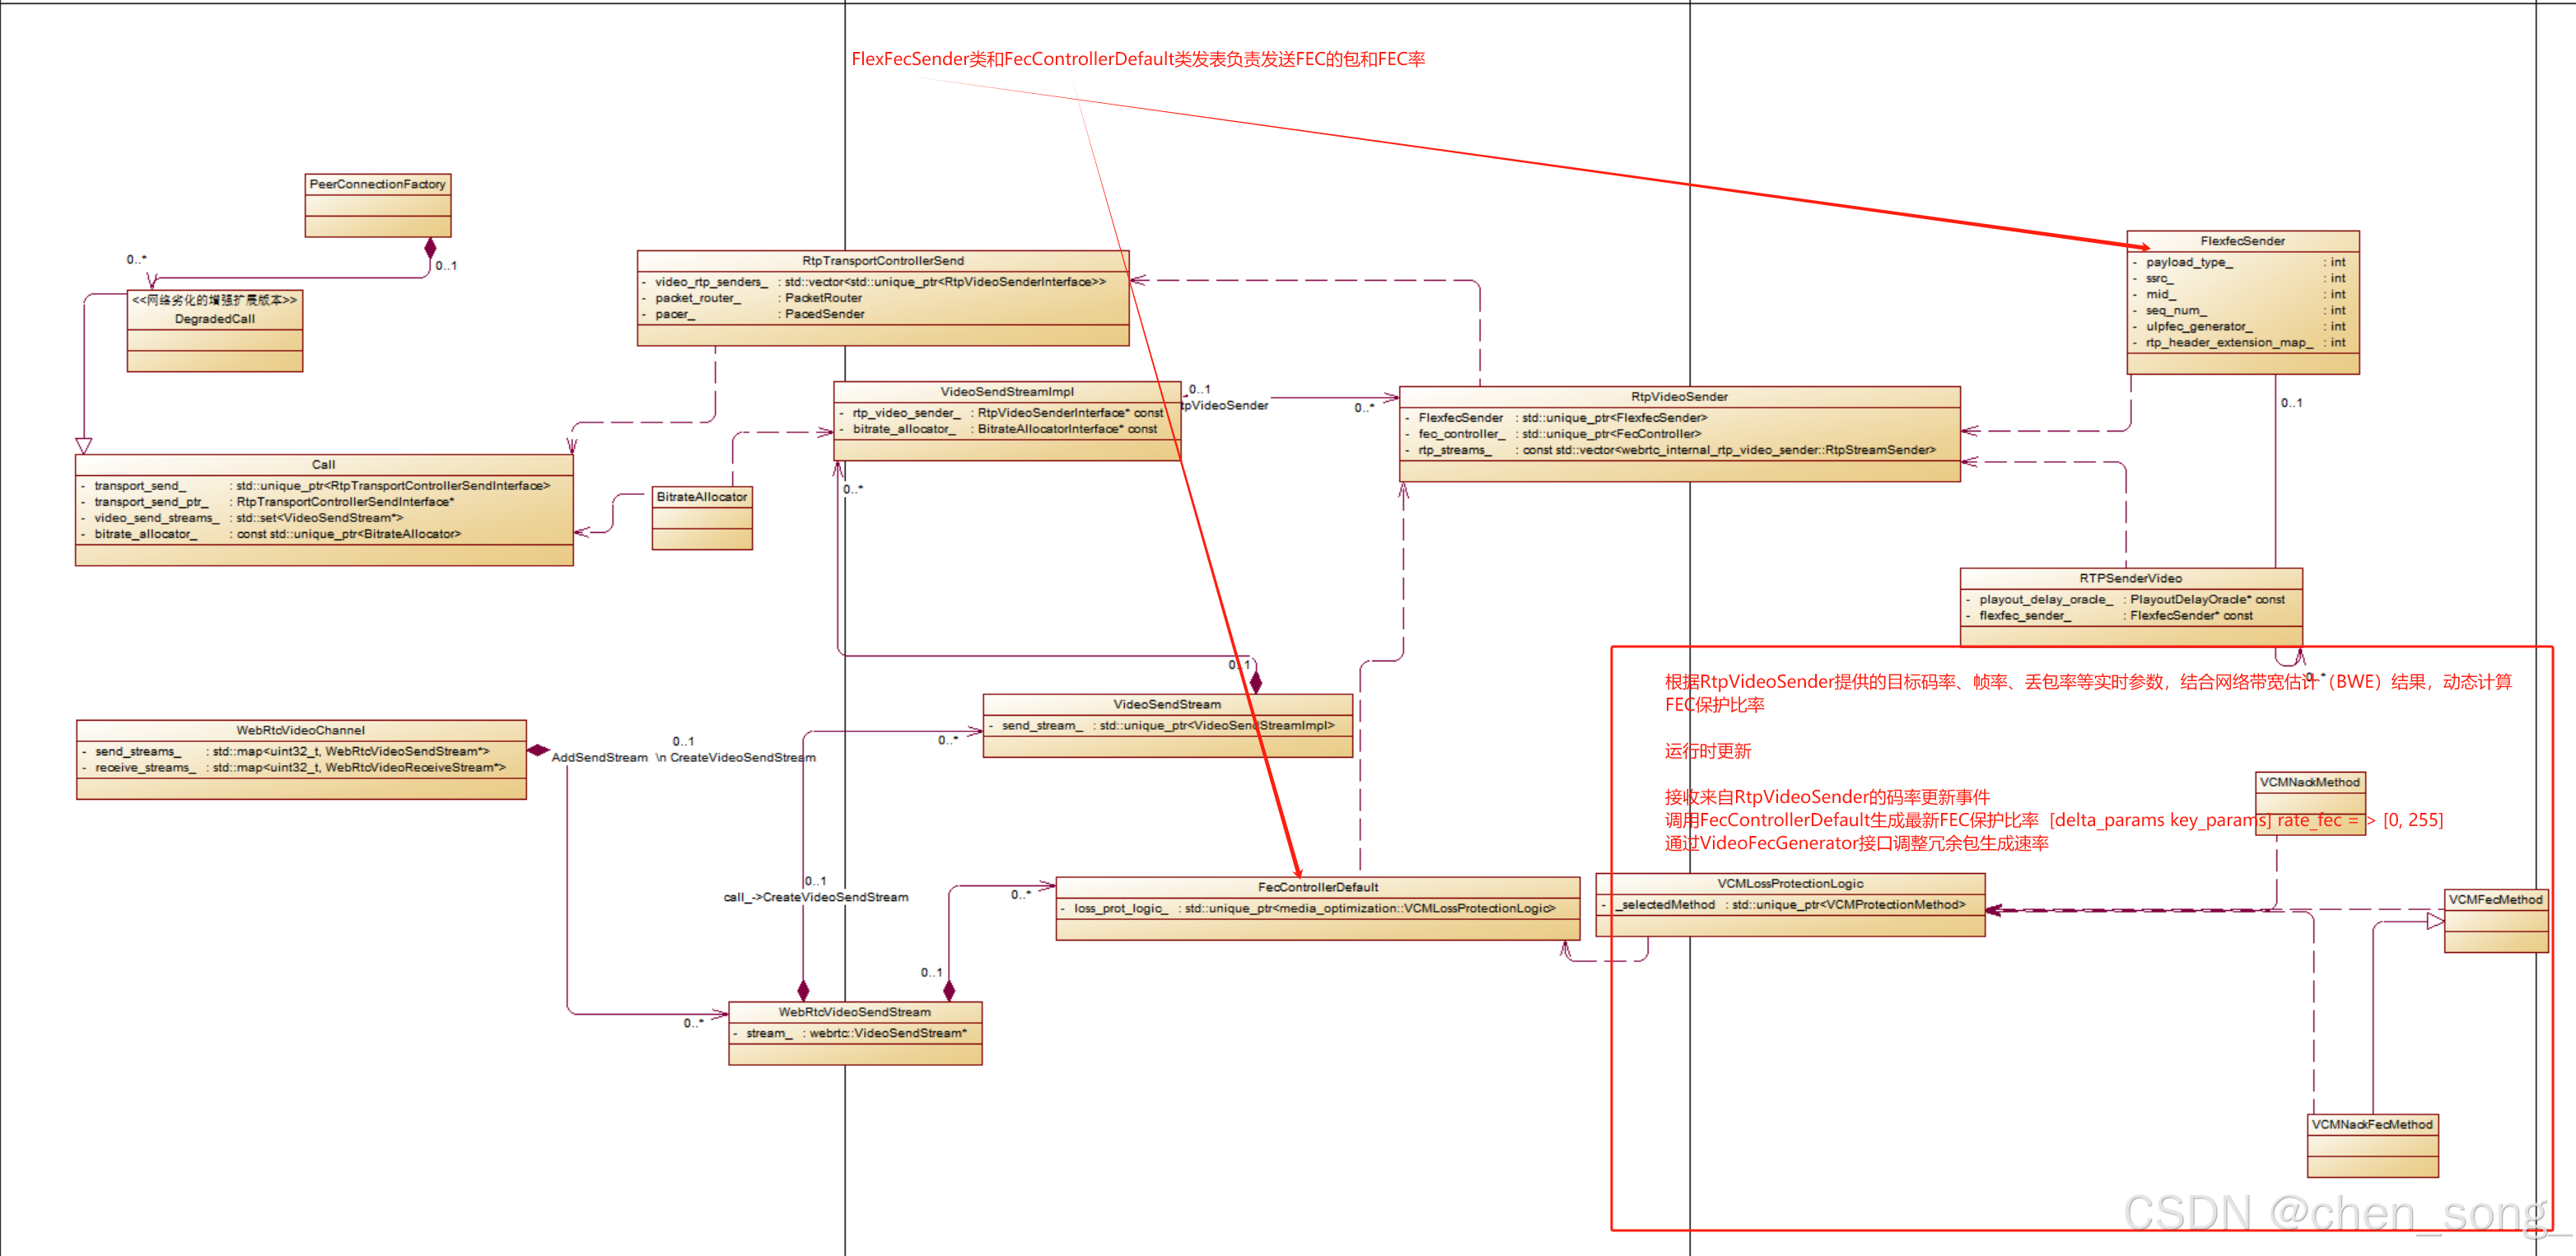 FlexFecSender类和FecControllerDefault类发表负责发送FEC的包和FEC率
PeerConnectionFactory
0..1
0..*
<<网络劣化的增强扩展版本>>
DegradedCall
RtpTransportControllerSend
- video_rtp_senders_ : std::vector<std::unique_ptr<RtpVideoSenderInterface>>
- packet_router_ : PacketRouter
- pacer_ : PacedSender
FlexfecSender
- payload_type_ : int
- ssrc_ : int
- mid_ : int
- seq_num_ : int
- ulpfec_generator_ : int
- rtp_header_extension_map_ : int
0..1
VideoSendStreamImpl
- rtp_video_sender_ : RtpVideoSenderInterface* const
- bitrate_allocator_ : BitrateAllocatorInterface* const
0..1
tpVideoSender
0..*
0..*
RtpVideoSender
- FlexfecSender : std::unique_ptr<FlexfecSender>
- fec_controller_ : std::unique_ptr<FecController>
- rtp_streams_ : const std::vector<webrtc_internal_rtp_video_sender::RtpStreamSender>
Call
- transport_send_ : std::unique_ptr<RtpTransportControllerSendInterface>
- transport_send_ptr_ : RtpTransportControllerSendInterface*
- video_send_streams_ : std::set<VideoSendStream*>
- bitrate_allocator_ : const std::unique_ptr<BitrateAllocator>
BitrateAllocator
RTPSenderVideo
- playout_delay_oracle_ : PlayoutDelayOracle* const
- flexfec_sender_ : FlexfecSender* const
0..*
0..1
VideoSendStream
- send_stream_ : std::unique_ptr<VideoSendStreamImpl>
0..*
WebRtcVideoChannel
- send_streams_ : std::map<uint32_t, WebRtcVideoSendStream*>
- receive_streams_ : std::map<uint32_t, WebRtcVideoReceiveStream*>
0..1
AddSendStream \n CreateVideoSendStream
根据RtpVideoSender提供的目标码率、帧率、丢包率等实时参数，结合网络带宽估计（BWE）结果，动态计算
FEC保护比率
运行时更新
接收来自RtpVideoSender的码率更新事件
调用FecControllerDefault生成最新FEC保护比率 [delta_params key_params] rate_fec = > [0, 255]
通过VideoFecGenerator接口调整冗余包生成速率
VCMNackMethod
0..1
call_->CreateVideoSendStream
0..*
FecControllerDefault
- loss_prot_logic_ : std::unique_ptr<media_optimization::VCMLossProtectionLogic>
VCMLossProtectionLogic
- _selectedMethod : std::unique_ptr<VCMProtectionMethod>
VCMFecMethod
0..1
0..*
WebRtcVideoSendStream
- stream_ : webrtc::VideoSendStream*
VCMNackFecMethod
CSDN @chen_song_